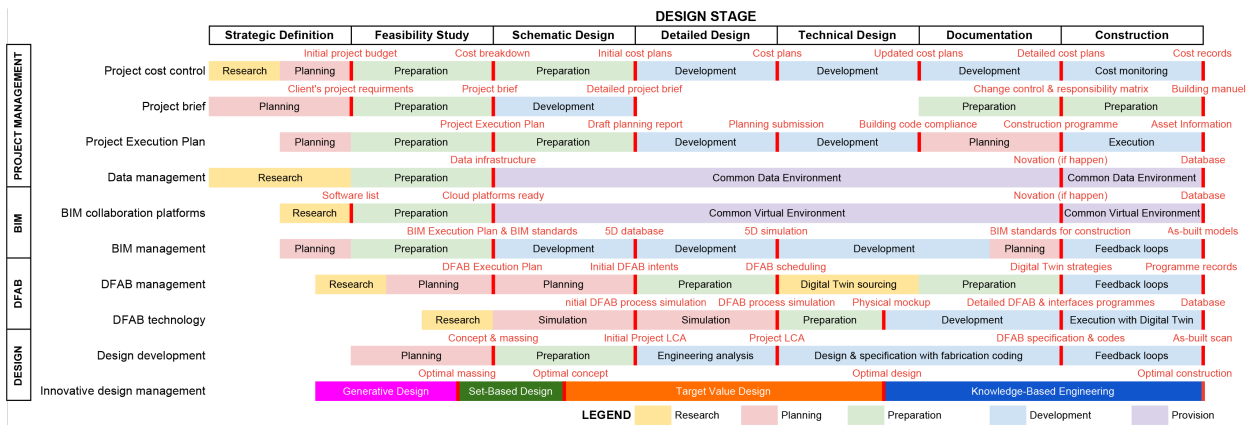 DESIGN STAGE
Strategic Definition Feasibility Study Schematic Design Detailed Design Technical Design Documentation Construction
PROJECT MANAGEMENT
Initial project budget Cost breakdown Initial cost plans Cost plans Updated cost plans Detailed cost plans Cost records
Project cost control Research Planning Preparation Preparation Development Development Development Cost monitoring
Client's project requirments Project brief Detailed project brief Change control & responsibility matrix Building manuel
Project brief Planning Preparation Development Preparation Preparation
Project Execution Plan Draft planning report Planning submission Building code compliance Construction programme Asset Information
Project Execution Plan Planning Preparation Preparation Development Development Planning Execution
Data infrastructure Novation (if happen) Database
Data management Research Preparation Common Data Environment Common Data Environment
BIM
Software list Cloud platforms ready Novation (if happen) Database
BIM collaboration platforms Research Preparation Common Virtual Environment Common Virtual Environment
BIM Execution Plan & BIM standards 5D database 5D simulation BIM standards for construction As-built models
BIM management Planning Preparation Development Development Development Planning Feedback loops
DFAB
DFAB Execution Plan Initial DFAB intents DFAB scheduling Digital Twin strategies Programme records
DFAB management Research Planning Planning Preparation Digital Twin sourcing Preparation Feedback loops
nitial DFAB process simulation DFAB process simulation Physical mockup Detailed DFAB & interfaces programmes Database
DFAB technology Research Simulation Simulation Preparation Development Execution with Digital Twin
DESIGN
Concept & massing Initial Project LCA Project LCA DFAB specification & codes As-built scan
Design development Planning Preparation Engineering analysis Design & specification with fabrication coding Feedback loops
Optimal massing Optimal concept Optimal design Optimal construction
Innovative design management Generative Design Set-Based Design Target Value Design Knowledge-Based Engineering
LEGEND Research Planning Preparation Development Provision